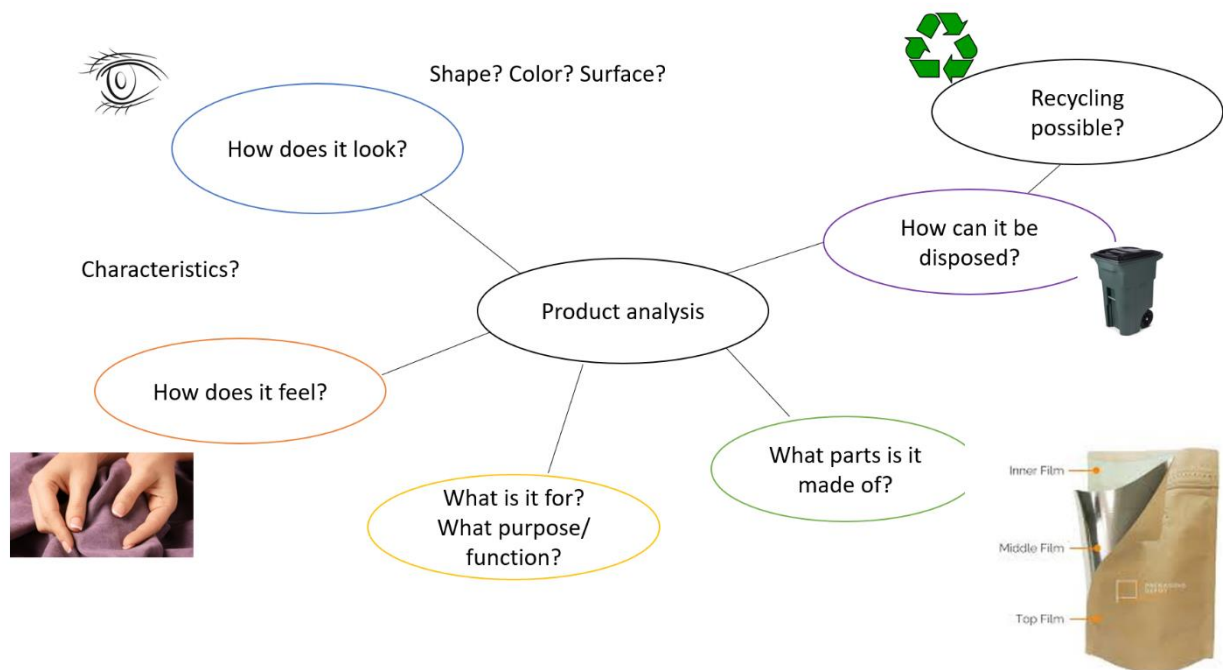 Shape? Color? Surface?
How does it look?
Recycling
possible?
How can it be
disposed?
Characteristics?
Product analysis
How does it feel?
What is it for?
What purpose/
function?
What parts is it
made of?
Inner Film
Middle Film
Top Film
PACKAGING
DEPOT